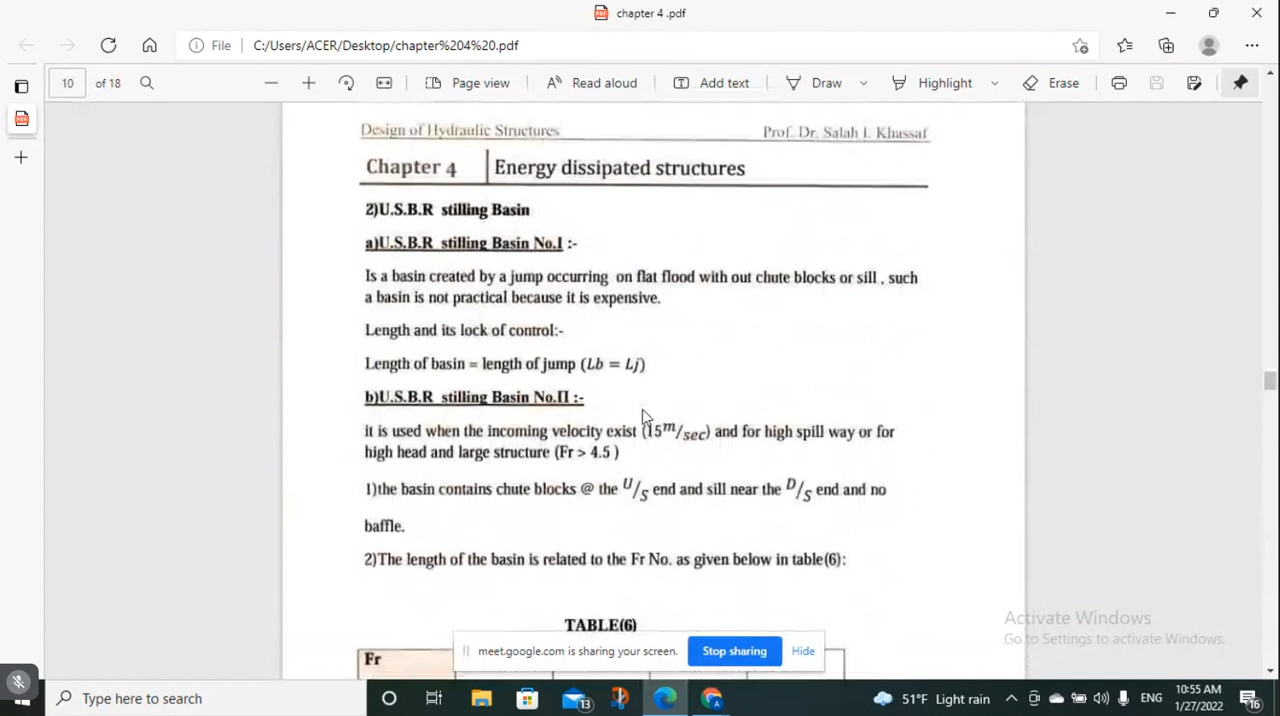 chapter 4 .pdf
File C:/Users/ACER/Desktop/chapter%204%20.pdf
10 of 18 Page view Read aloud Add text Draw Highlight Erase
Design of Hydraulic Structures Prof. Dr. Salah I. Khassaf
Chapter 4 Energy dissipated structures
2)U.S.B.R stilling Basin
a)U.S.B.R stilling Basin No.I :-
Is a basin created by a jump occurring on flat flood with out chute blocks or sill , such
a basin is not practical because it is expensive.
Length and its lock of control:-
Length of basin = length of jump (Lb = Lj)
b)U.S.B.R stilling Basin No.II :-
it is used when the incoming velocity exist (15m/sec) and for high spill way or for
high head and large structure (Fr > 4.5 )
1)the basin contains chute blocks @ the U/S end and sill near the D/S end and no
baffle.
2)The length of the basin is related to the Fr No. as given below in table(6):
TABLE(6)
Fr
Activate Windows
Go to Settings to activate Windows.
meet.google.com is sharing your screen. Stop sharing Hide
Type here to search 13 51°F Light rain ENG 10:55 AM
1/27/2022 16